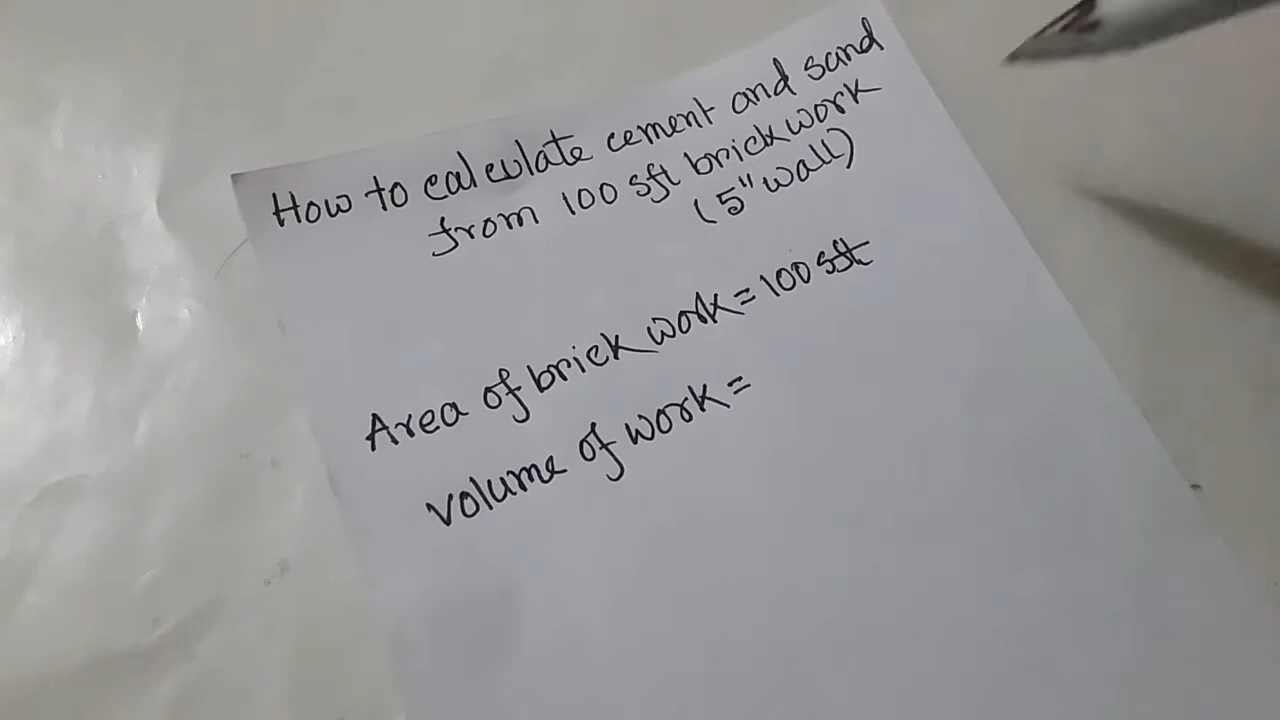 How to calculate cement and sand
from 100 sft brick work
(5" wall)
Area of brick work = 100 sft
volume of work =